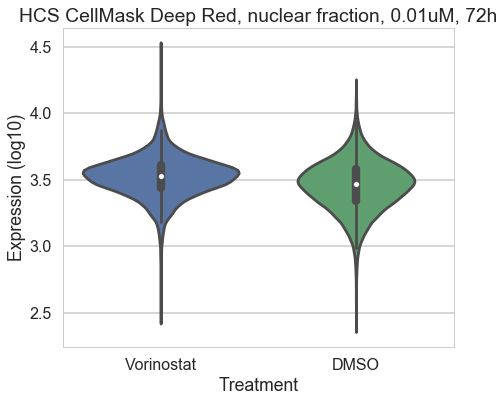 HCS CellMask Deep Red, nuclear fraction, 0.01uM, 72h
Expression (log10)
4.5
4.0
3.5
3.0
2.5
Vorinostat DMSO
Treatment